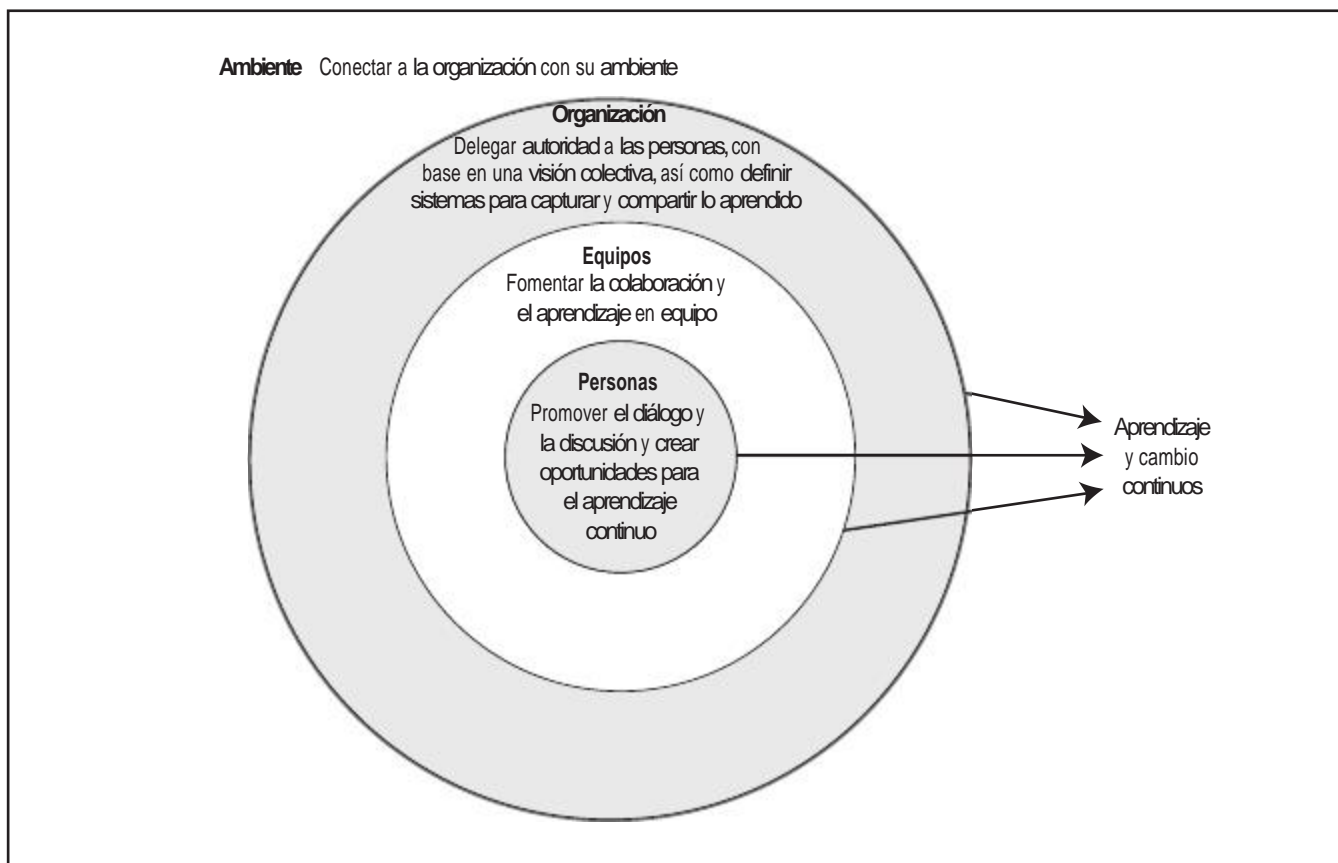 Ambiente Conectar a la organización con su ambiente
Organización
Delegar autoridad a las personas, con
base en una visión colectiva, así como definir
sistemas para capturar y compartir lo aprendido
Equipos
Fomentar la colaboración y
el aprendizaje en equipo
Personas
Promover el diálogo y
la discusión y crear
oportunidades para
el aprendizaje
continuo
Aprendizaje
y cambio
continuos